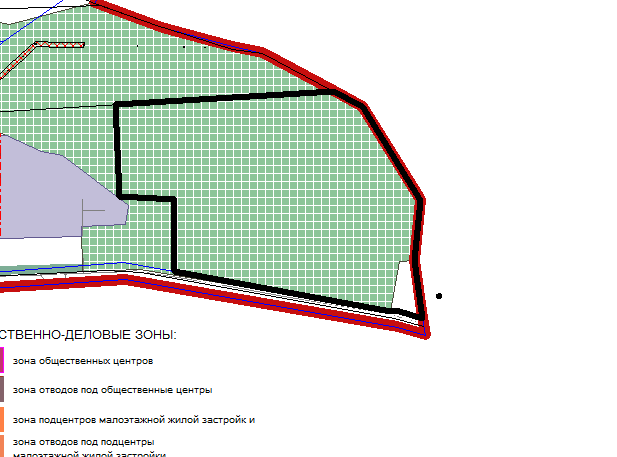 СТВЕННО-ДЕЛОВЫЕ ЗОНЫ:
зона общественных центров
зона отводов под общественные центры
зона подцентров малоэтажной жилой застройк и
зона отводов под подцентры
малоэтажной жилой застройки